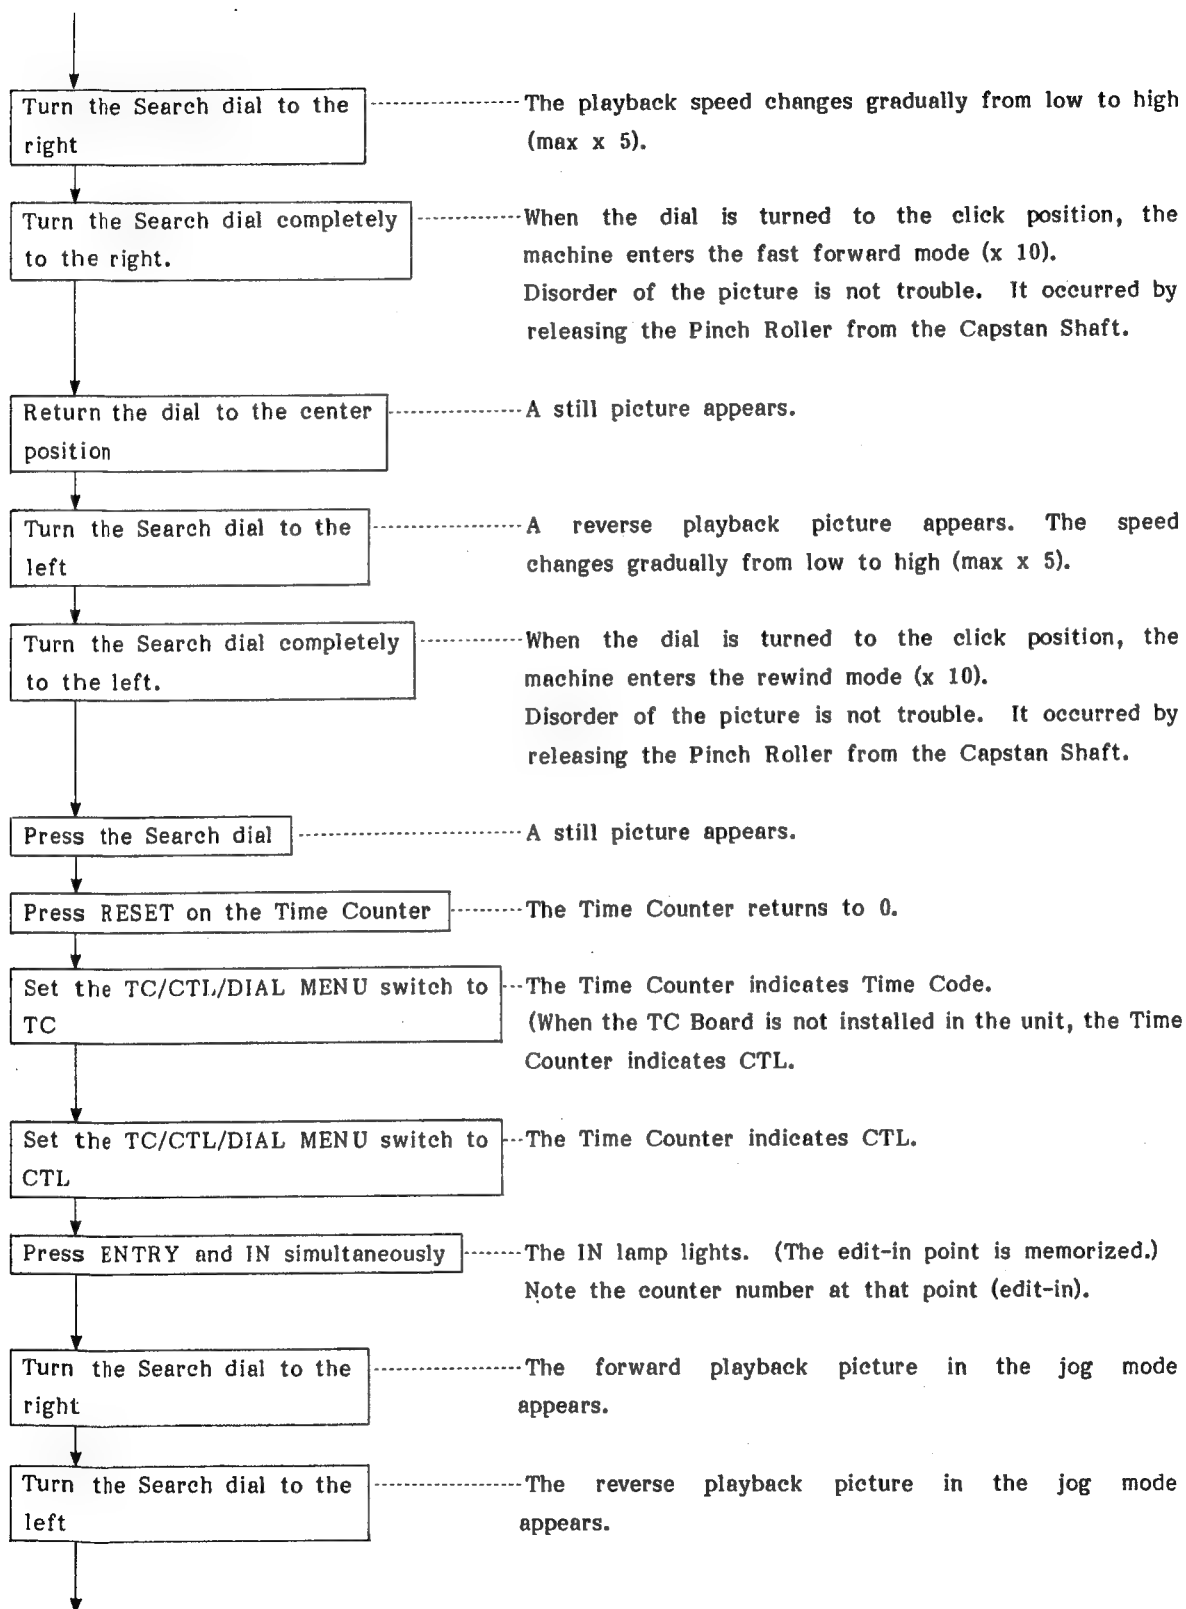 Turn the Search dial to the
right
The playback speed changes gradually from low to high
(max x 5).
Turn the Search dial completely
to the right.
When the dial is turned to the click position, the
machine enters the fast forward mode (x 10).
Disorder of the picture is not trouble. It occurred by
releasing the Pinch Roller from the Capstan Shaft.
Return the dial to the center
position
A still picture appears.
Turn the Search dial to the
left
A reverse playback picture appears. The speed
changes gradually from low to high (max x 5).
Turn the Search dial completely
to the left.
When the dial is turned to the click position, the
machine enters the rewind mode (x 10).
Disorder of the picture is not trouble. It occurred by
releasing the Pinch Roller from the Capstan Shaft.
Press the Search dial
A still picture appears.
Press RESET on the Time Counter
The Time Counter returns to 0.
Set the TC/CTL/DIAL MENU switch to
TC
The Time Counter indicates Time Code.
(When the TC Board is not installed in the unit, the Time
Counter indicates CTL.
Set the TC/CTL/DIAL MENU switch to
CTL
The Time Counter indicates CTL.
Press ENTRY and IN simultaneously
The IN lamp lights. (The edit-in point is memorized.)
Note the counter number at that point (edit-in).
Turn the Search dial to the
right
The forward playback picture in the jog mode
appears.
Turn the Search dial to the
left
The reverse playback picture in the jog mode
appears.